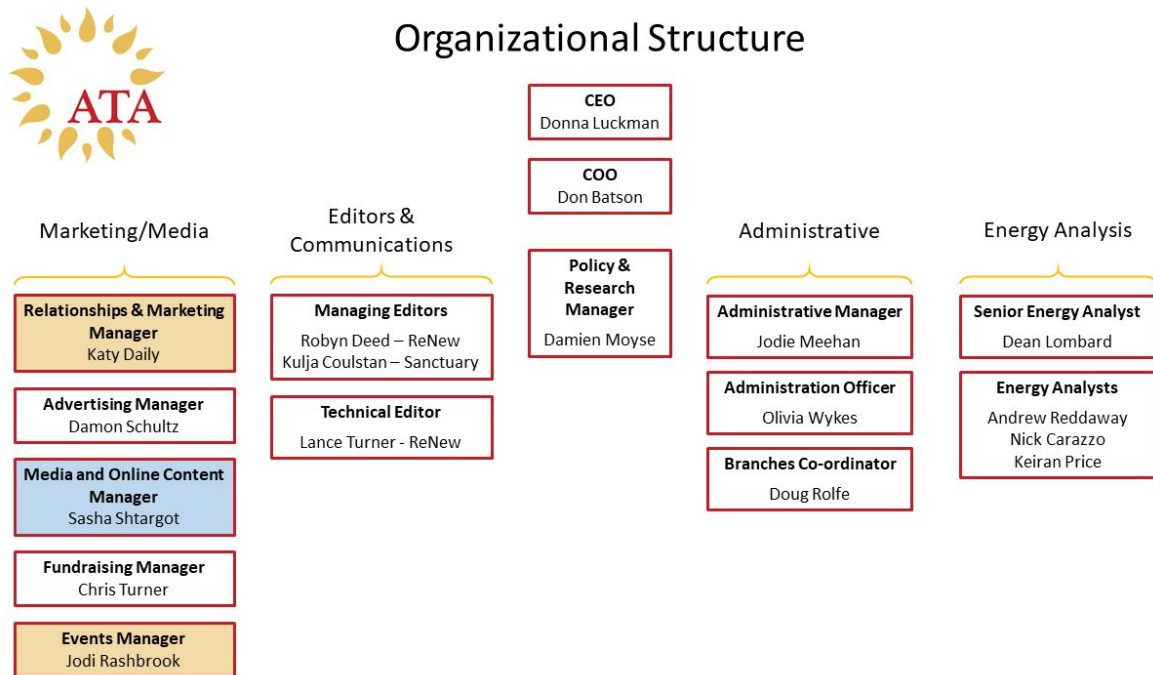 ATA
Organizational Structure
CEO
Donna Luckman
COO
Don Batson
Policy &
Research
Manager
Damien Moyse
Marketing/Media
Relationships & Marketing
Manager
Katy Daily
Advertising Manager
Damon Schultz
Media and Online Content
Manager
Sasha Shtargot
Fundraising Manager
Chris Turner
Events Manager
Jodi Rashbrook
Editors &
Communications
Managing Editors
Robyn Deed – ReNew
Kulja Coulstan – Sanctuary
Technical Editor
Lance Turner - ReNew
Administrative
Administrative Manager
Jodie Meehan
Administration Officer
Olivia Wykes
Branches Co-ordinator
Doug Rolfe
Energy Analysis
Senior Energy Analyst
Dean Lombard
Energy Analysts
Andrew Reddaway
Nick Carazzo
Keiran Price